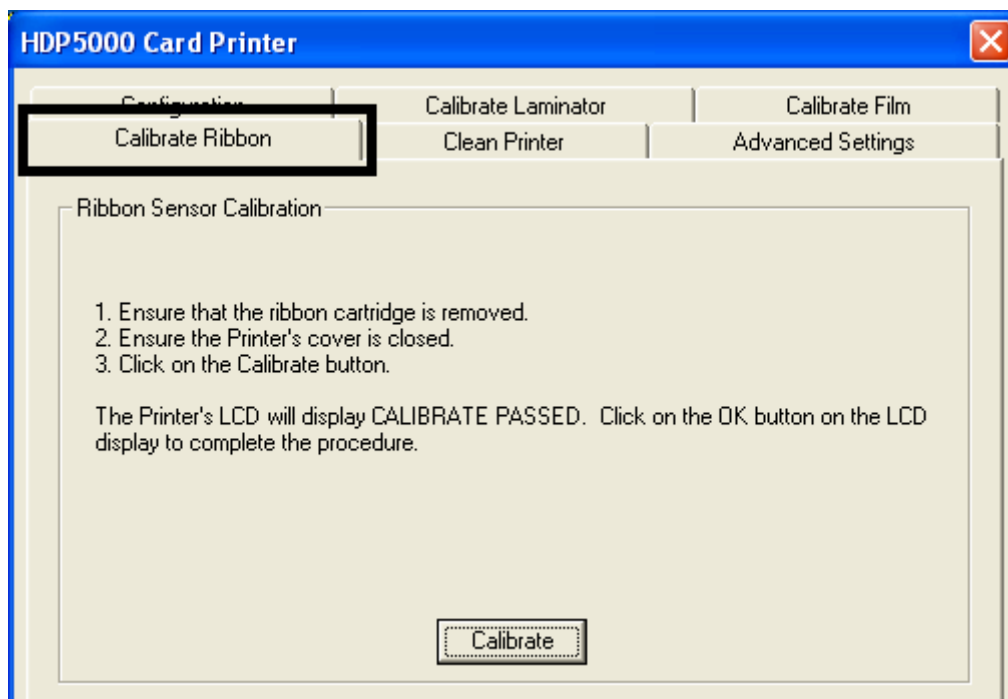 HDP5000 Card Printer
Configuration Calibrate Laminator Calibrate Film
Calibrate Ribbon Clean Printer Advanced Settings
Ribbon Sensor Calibration
1. Ensure that the ribbon cartridge is removed.
2. Ensure the Printer's cover is closed.
3. Click on the Calibrate button.
The Printer's LCD will display CALIBRATE PASSED. Click on the OK button on the LCD
display to complete the procedure.
Calibrate